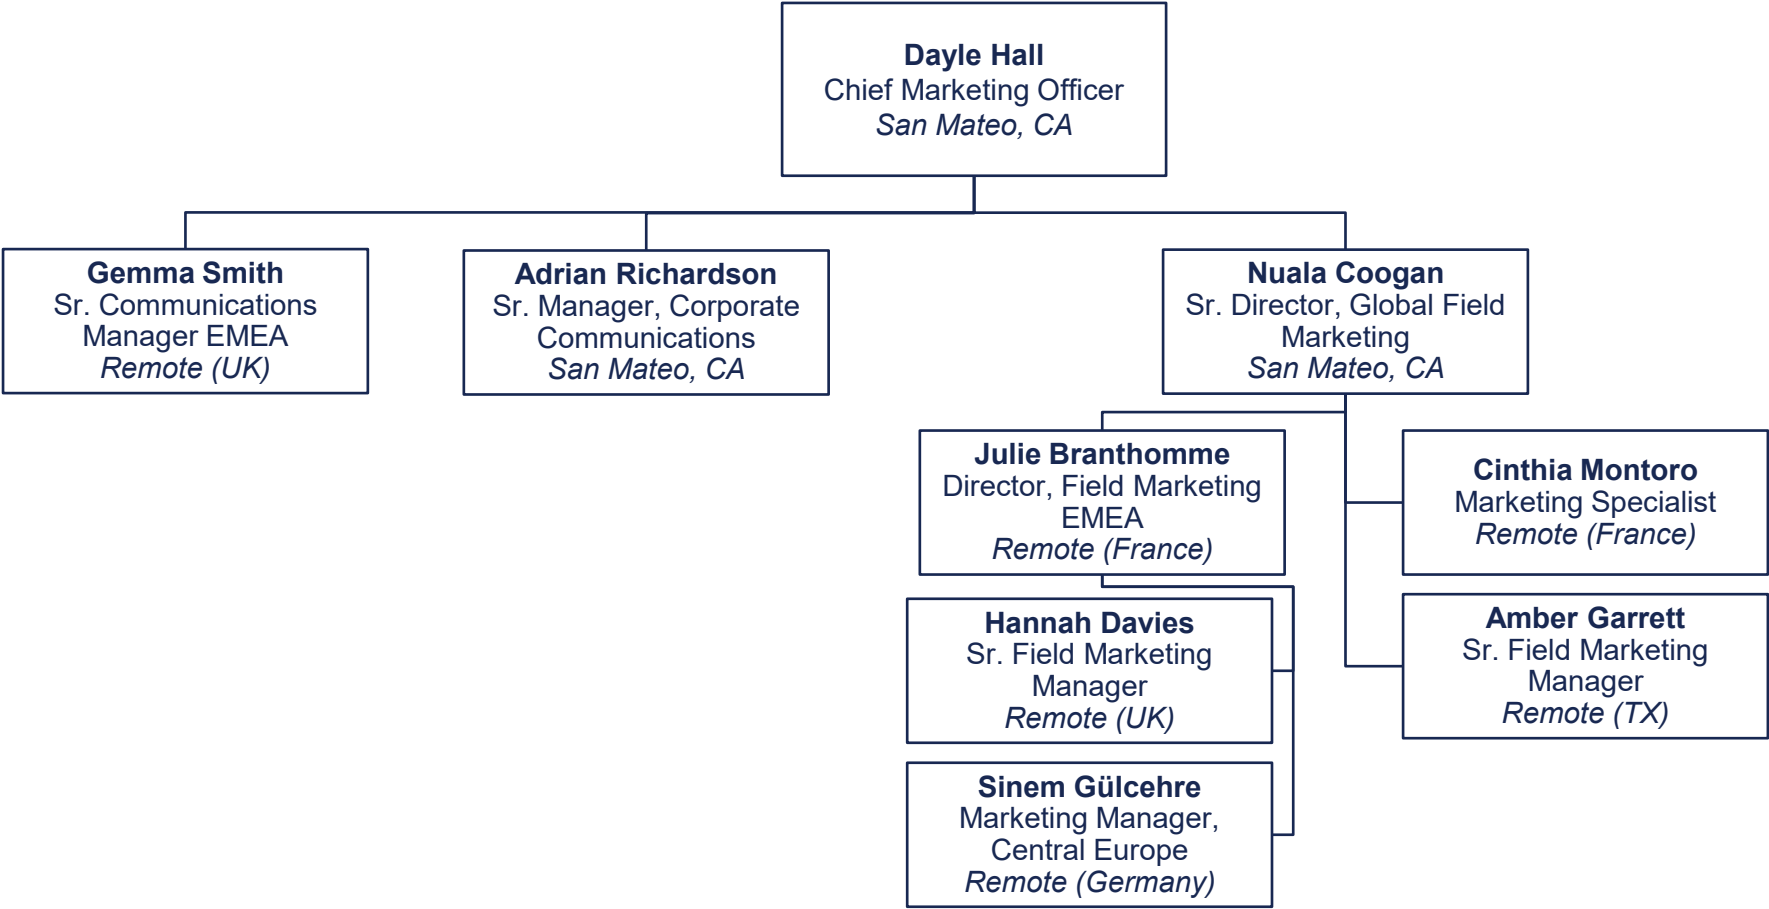 Dayle Hall
Chief Marketing Officer
San Mateo, CA
Gemma Smith
Sr. Communications
Manager EMEA
Remote (UK)
Adrian Richardson
Sr. Manager, Corporate
Communications
San Mateo, CA
Nuala Coogan
Sr. Director, Global Field
Marketing
San Mateo, CA
Julie Branthomme
Director, Field Marketing
EMEA
Remote (France)
Hannah Davies
Sr. Field Marketing
Manager
Remote (UK)
Sinem Gülcehre
Marketing Manager,
Central Europe
Remote (Germany)
Cinthia Montoro
Marketing Specialist
Remote (France)
Amber Garrett
Sr. Field Marketing
Manager
Remote (TX)